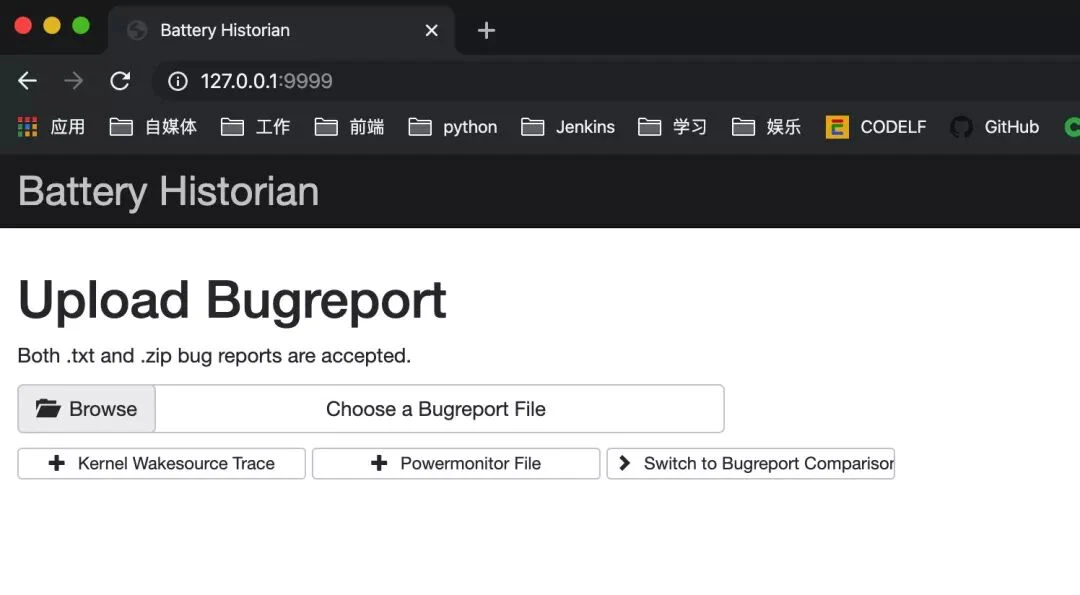 Battery Historian
127.0.0.1:9999
应用 自媒体 工作 前端 python Jenkins 学习 娱乐 CODELF GitHub
Battery Historian
Upload Bugreport
Both .txt and .zip bug reports are accepted.
Browse Choose a Bugreport File
Kernel Wakesource Trace Powermonitor File Switch to Bugreport Comparison